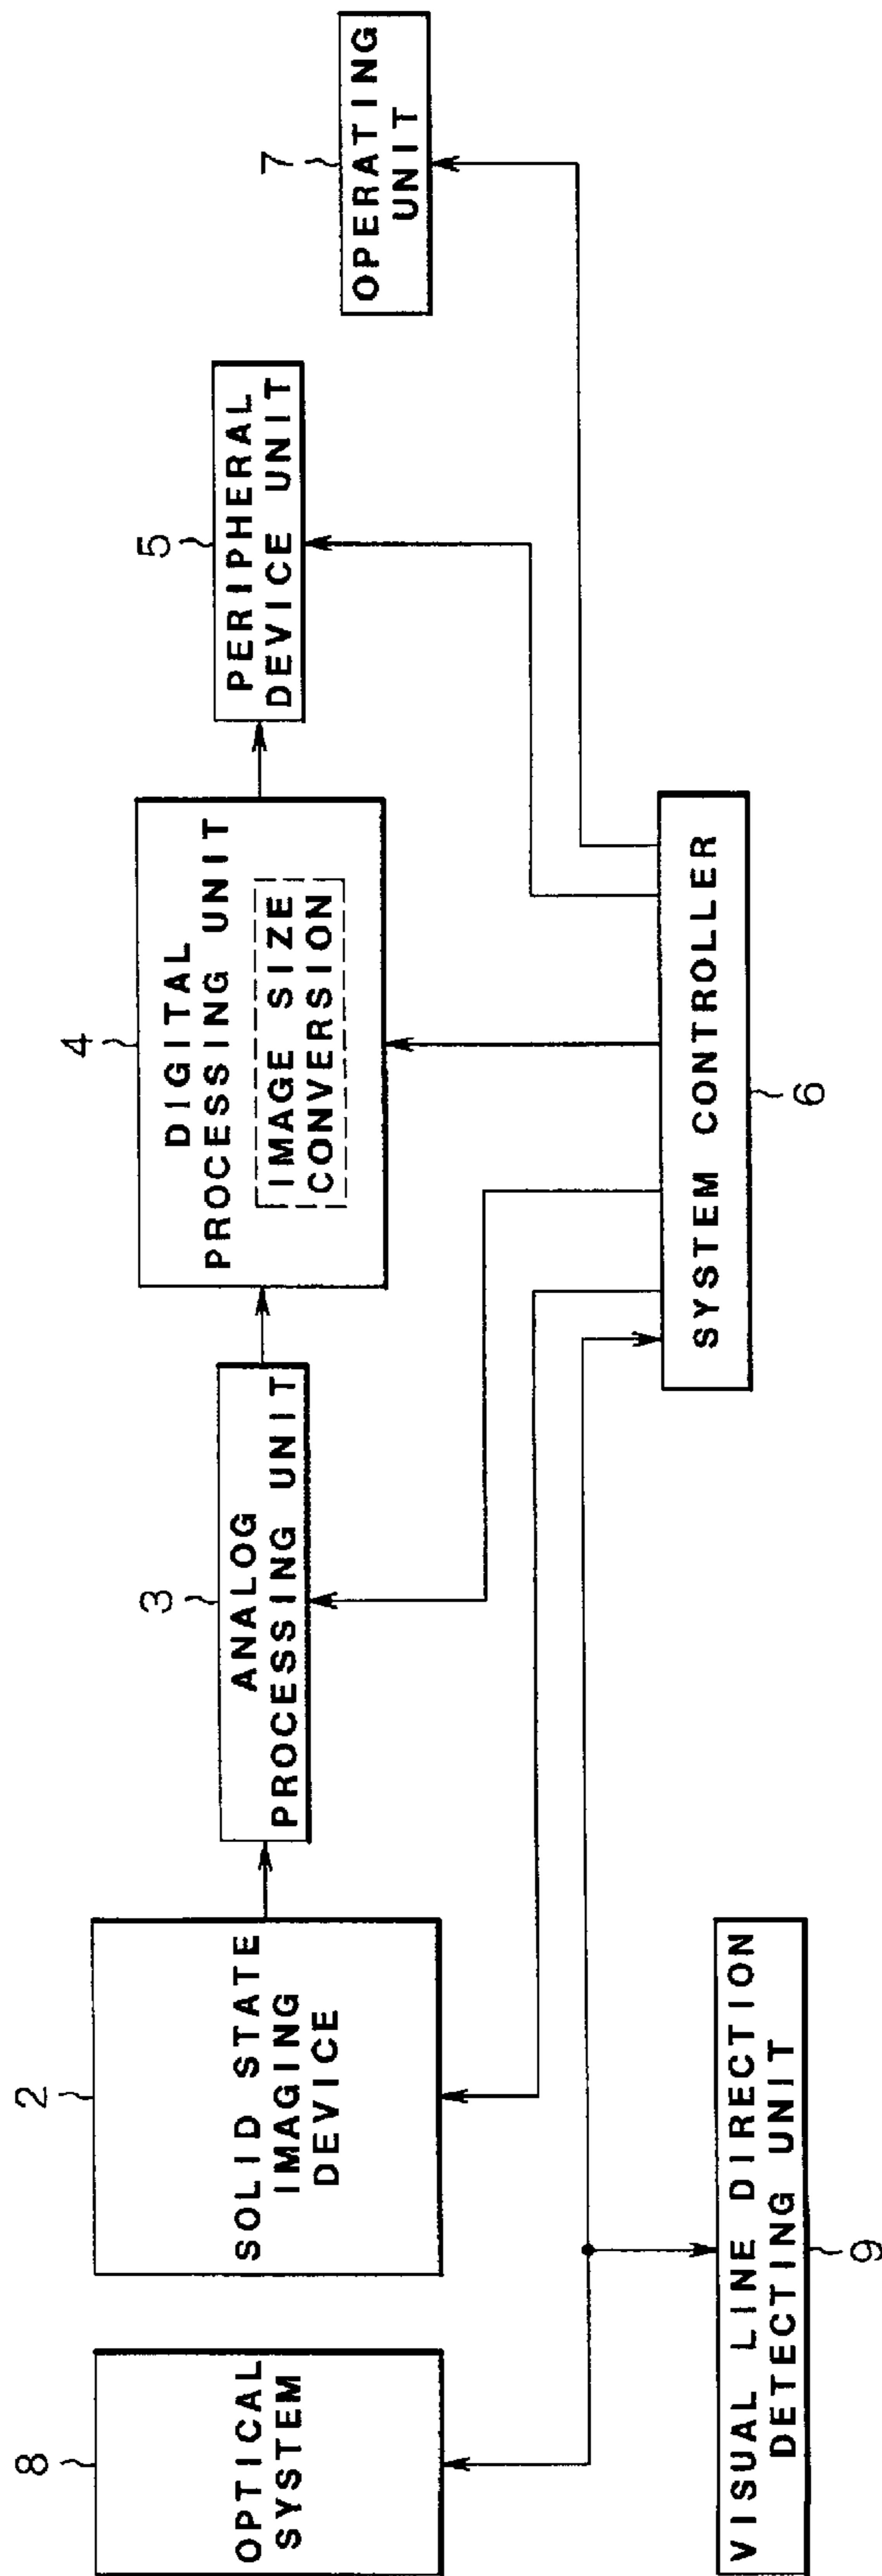 8
OPTICAL
SYSTEM
2
SOLID STATE
IMAGING
DEVICE
3
ANALOG
PROCESSING UNIT
4
DIGITAL
PROCESSING UNIT
IMAGE SIZE
CONVERSION
5
PERIPHERAL
DEVICE UNIT
7
OPERATING
UNIT
VISUAL LINE DIRECTION
DETECTING UNIT
9
SYSTEM CONTROLLER
6